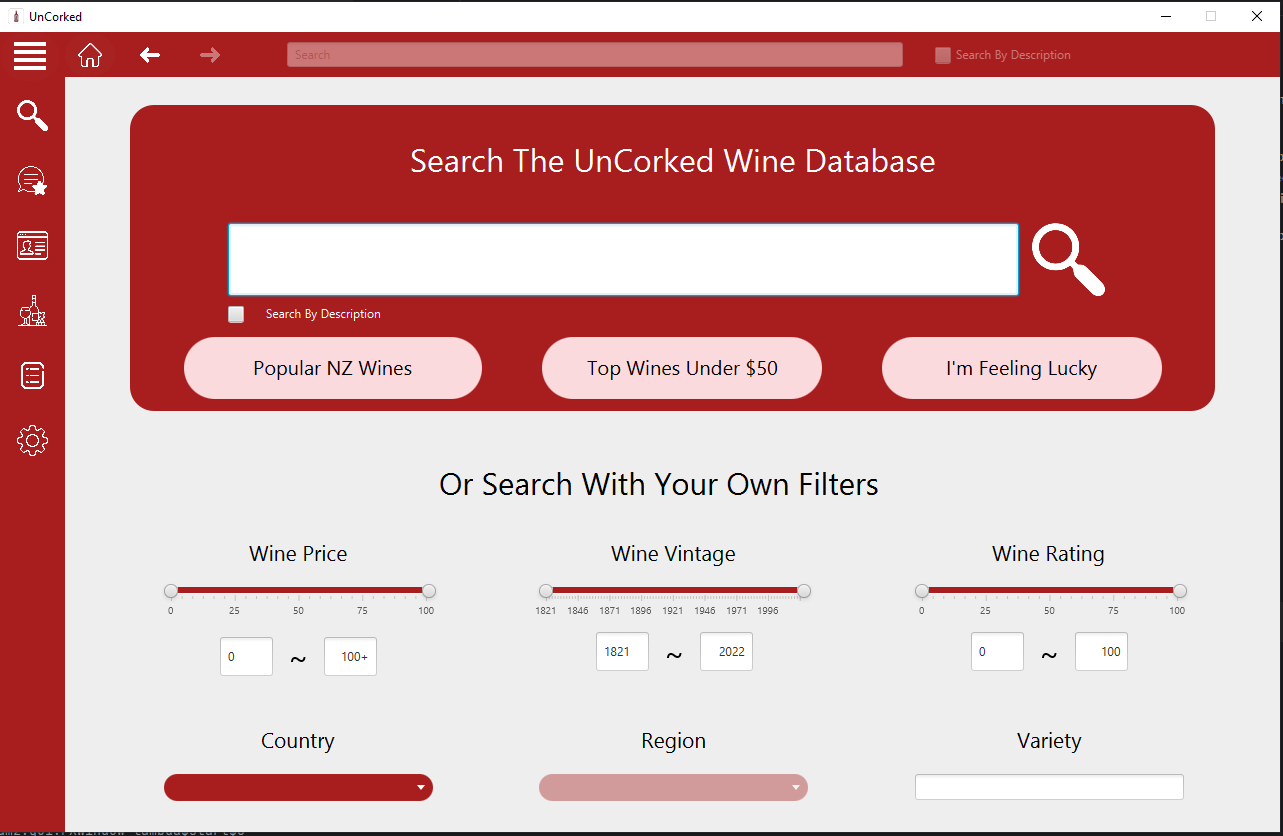 UnCorked
Search
Search By Description
Search The UnCorked Wine Database
Search By Description
Popular NZ Wines
Top Wines Under $50
I'm Feeling Lucky
Or Search With Your Own Filters
Wine Price
Wine Vintage
Wine Rating
0 25 50 75 100
1821 1846 1871 1896 1921 1946 1971 1996
0 25 50 75 100
0 ~ 100+
1821 ~ 2022
0 ~ 100
Country
Region
Variety